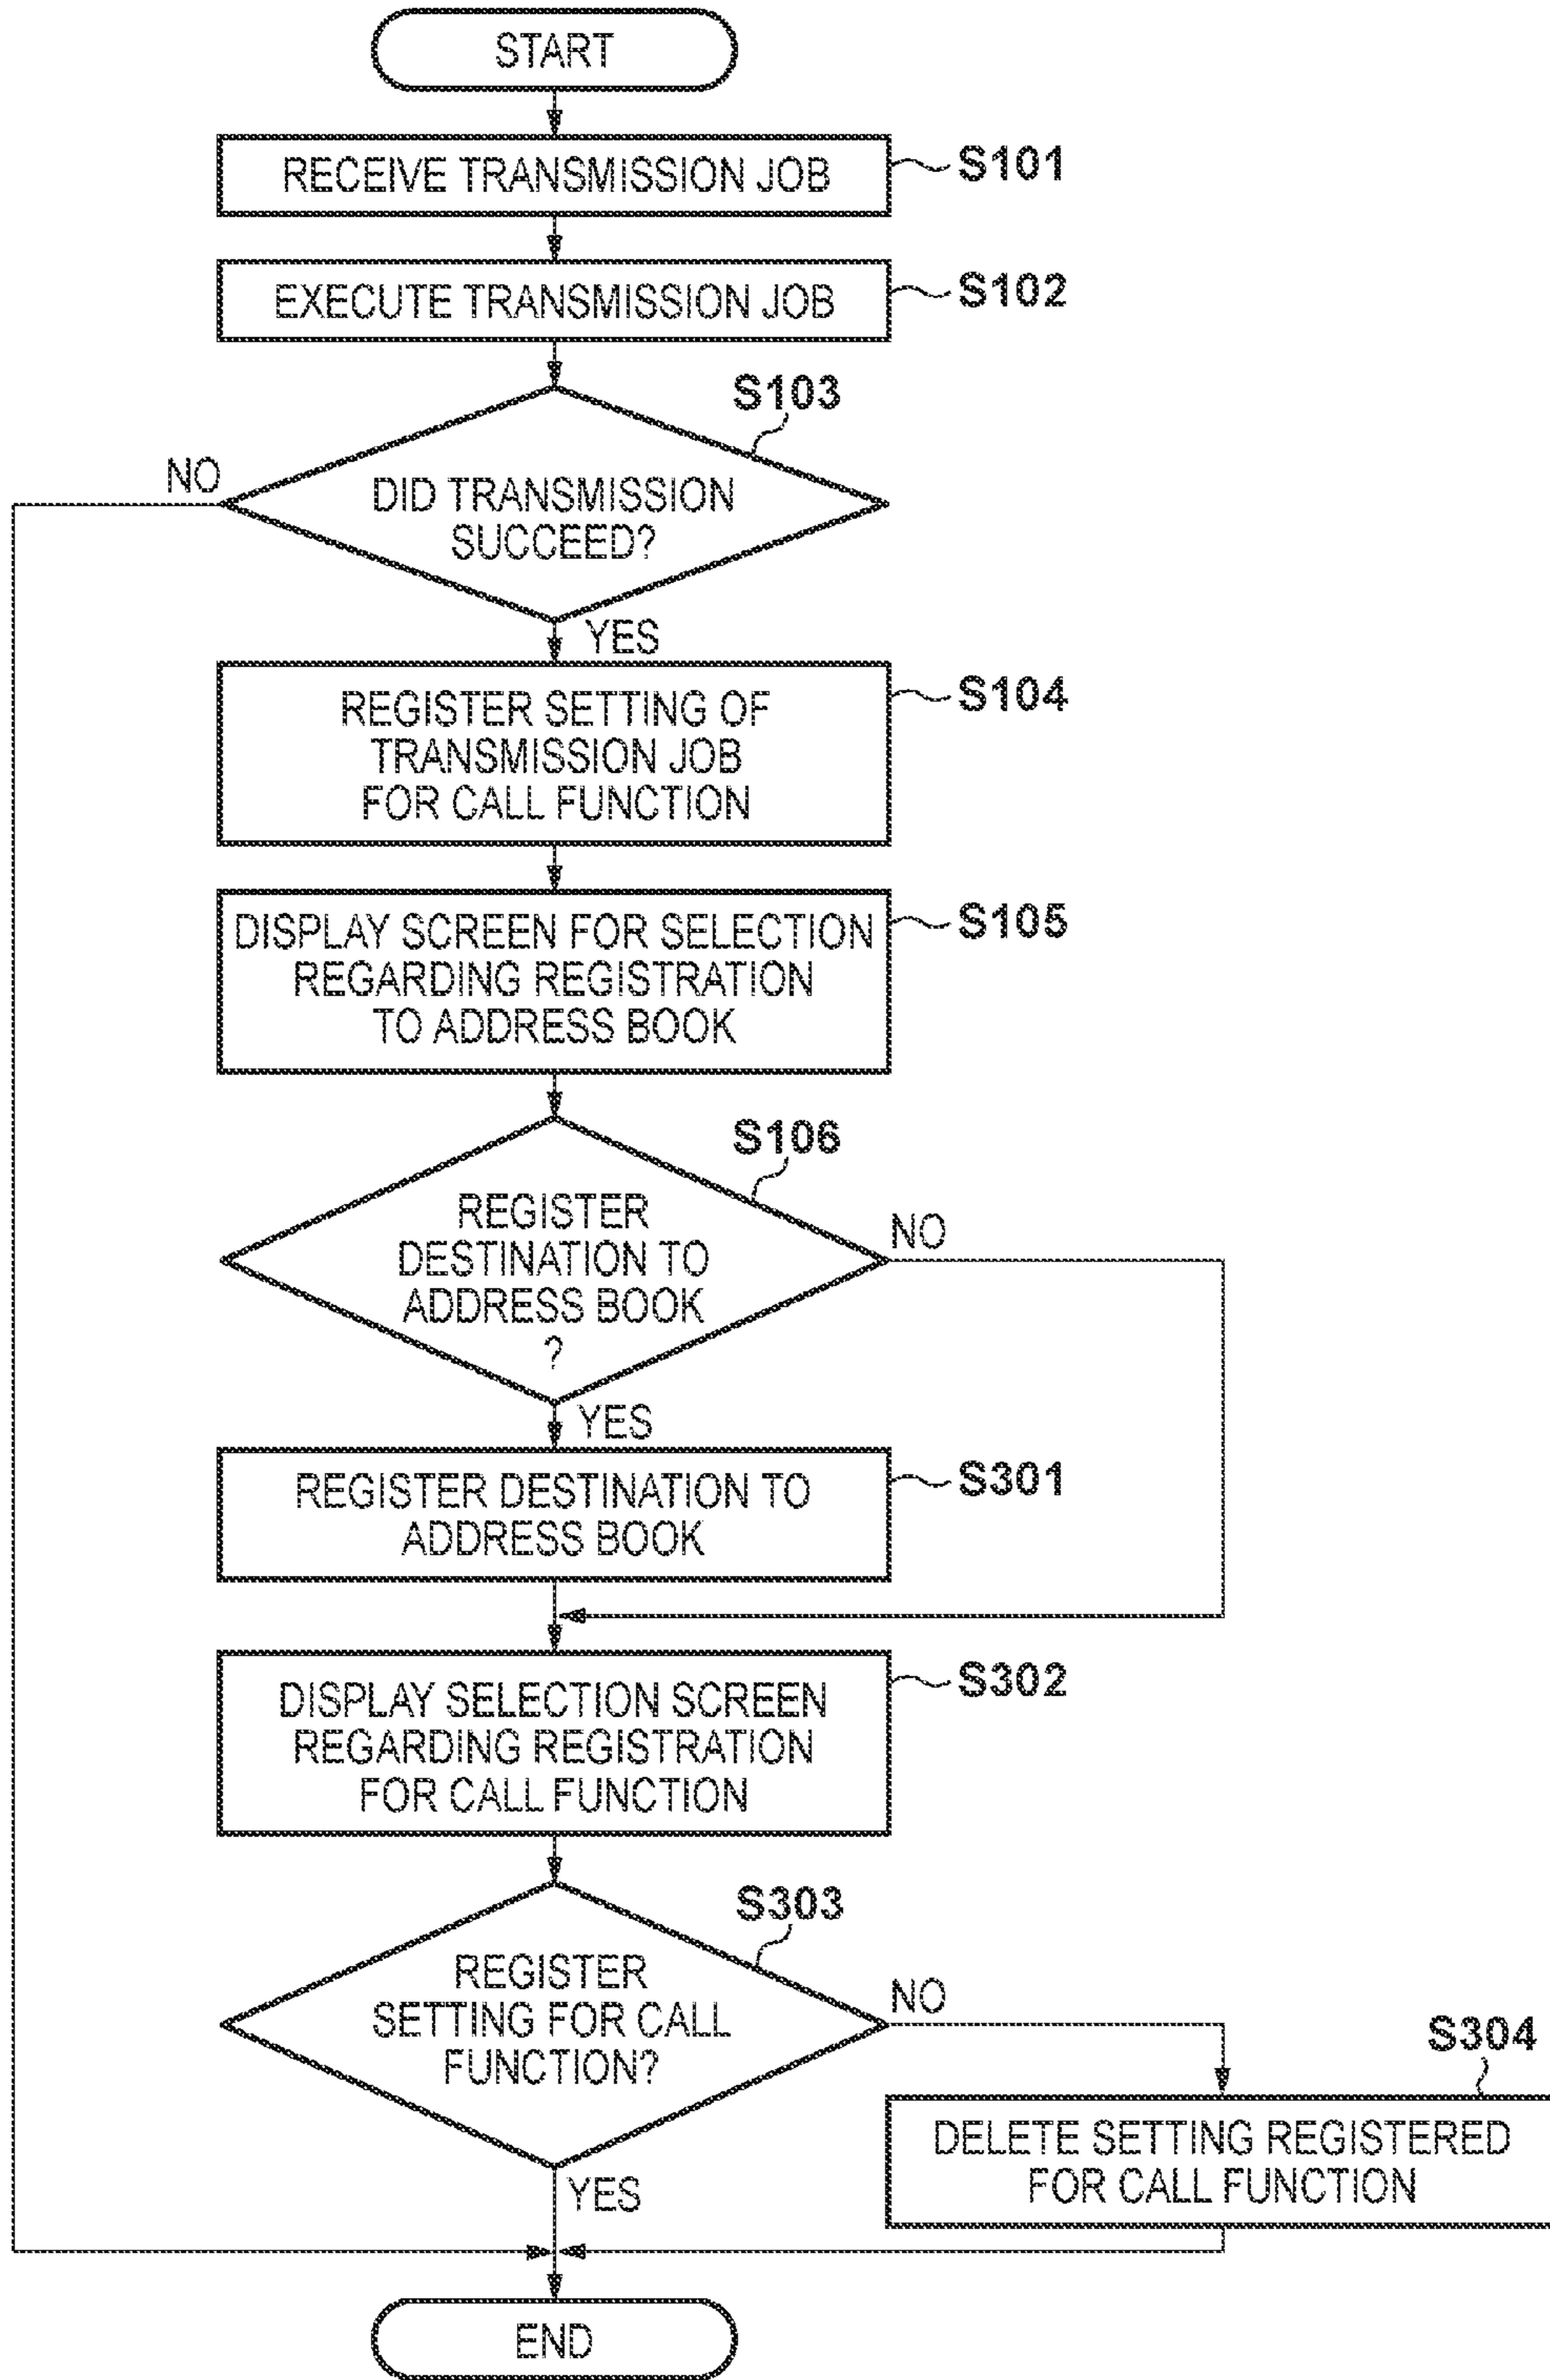 START
RECEIVE TRANSMISSION JOB
S101
EXECUTE TRANSMISSION JOB
S102
S103
NO
DID TRANSMISSION
SUCCEED?
YES
REGISTER SETTING OF
TRANSMISSION JOB
FOR CALL FUNCTION
S104
DISPLAY SCREEN FOR SELECTION
REGARDING REGISTRATION
TO ADDRESS BOOK
S105
S106
REGISTER
DESTINATION TO
ADDRESS BOOK
?
NO
YES
REGISTER DESTINATION TO
ADDRESS BOOK
S301
DISPLAY SELECTION SCREEN
REGARDING REGISTRATION
FOR CALL FUNCTION
S302
S303
REGISTER
SETTING FOR CALL
FUNCTION?
NO
S304
DELETE SETTING REGISTERED
FOR CALL FUNCTION
YES
END